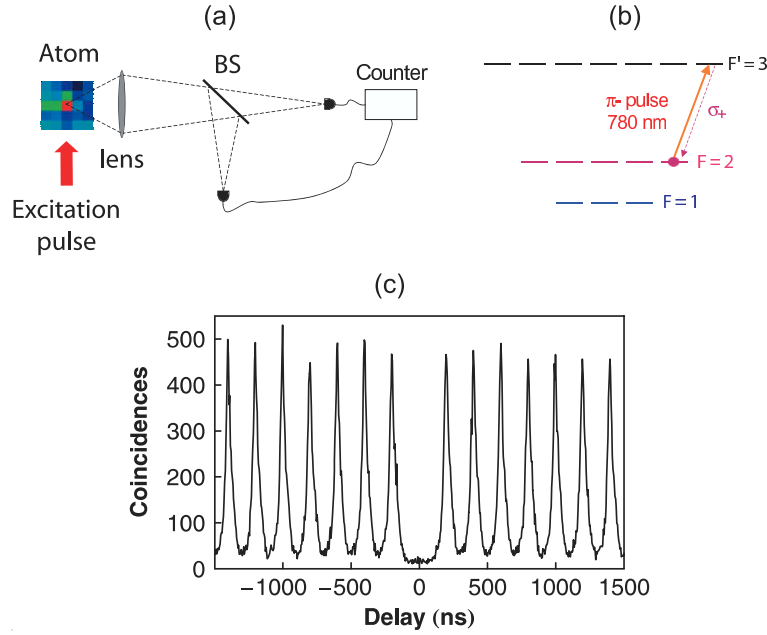 (a)
Atom
BS
Counter
lens
Excitation
pulse
(b)
F' = 3
π- pulse
780 nm
σ+
F = 2
F = 1
(c)
500
400
300
200
100
0
Coincidences
−1000
−500
0
500
1000
1500
Delay (ns)